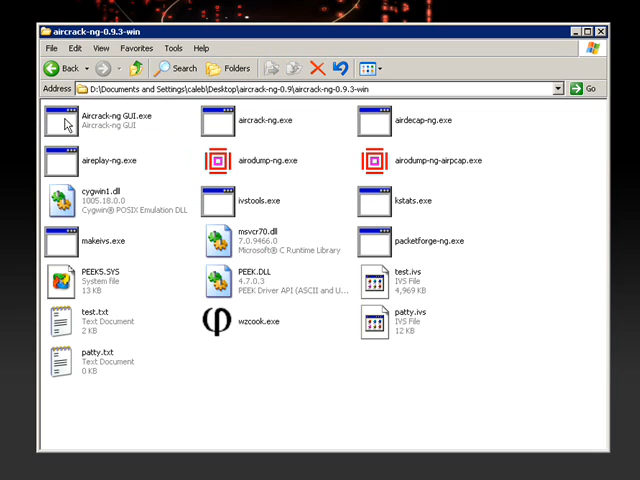 aircrack-ng-0.9.3-win
File Edit View Favorites Tools Help
Back Search Folders
Address D:\Documents and Settings\caleb\Desktop\aircrack-ng-0.9\aircrack-ng-0.9.3-win Go
Aircrack-ng GUI.exe
Aircrack-ng GUI
aircrack-ng.exe
airdecap-ng.exe
aireplay-ng.exe
airodump-ng.exe
airodump-ng-airpcap.exe
cygwin1.dll
1005.18.0.0
Cygwin® POSIX Emulation DLL
ivstools.exe
kstats.exe
makeivs.exe
msvcr70.dll
7.0.9466.0
Microsoft® C Runtime Library
packetforge-ng.exe
PEEK5.SYS
System file
13 KB
PEEK.DLL
4.7.0.3
PEEK Driver API (ASCII and U...
test.ivs
IVS File
4,969 KB
test.txt
Text Document
2 KB
wzcook.exe
patty.ivs
IVS File
12 KB
patty.txt
Text Document
0 KB